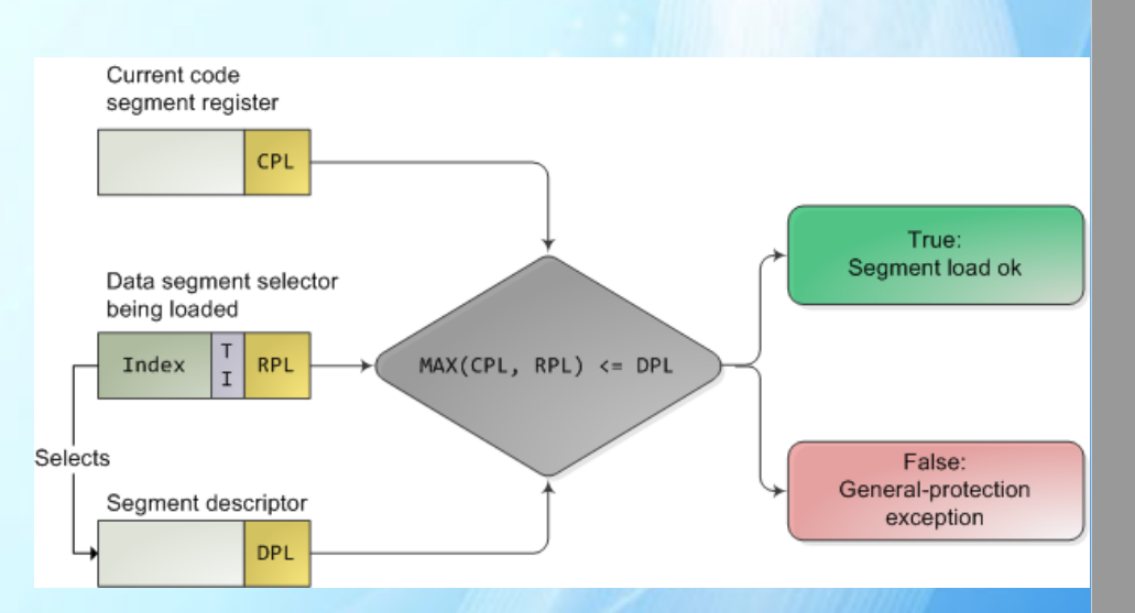 Current code
segment register
CPL
Data segment selector
being loaded
Index
T
I
RPL
Selects
Segment descriptor
DPL
MAX(CPL, RPL) <= DPL
True:
Segment load ok
False:
General-protection
exception